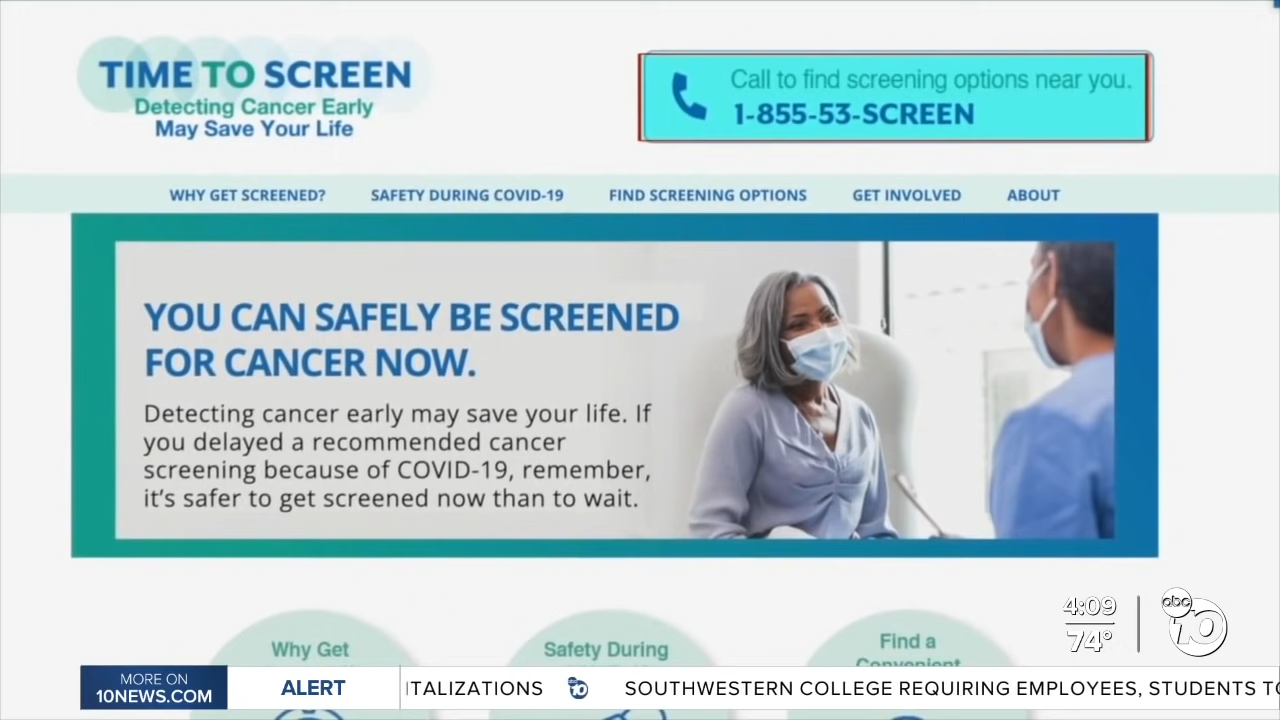 TIME TO SCREEN
Detecting Cancer Early
May Save Your Life
Call to find screening options near you.
1-855-53-SCREEN
WHY GET SCREENED?
SAFETY DURING COVID-19
FIND SCREENING OPTIONS
GET INVOLVED
ABOUT
YOU CAN SAFELY BE SCREENED
FOR CANCER NOW.
Detecting cancer early may save your life. If
you delayed a recommended cancer
screening because of COVID-19, remember,
it's safer to get screened now than to wait.
Why Get
Safety During
Find a
Convenient
4:09
74°
abc
10
MORE ON
10NEWS.COM
ALERT
ITALIZATIONS
abc 10
SOUTHWESTERN COLLEGE REQUIRING EMPLOYEES, STUDENTS TO